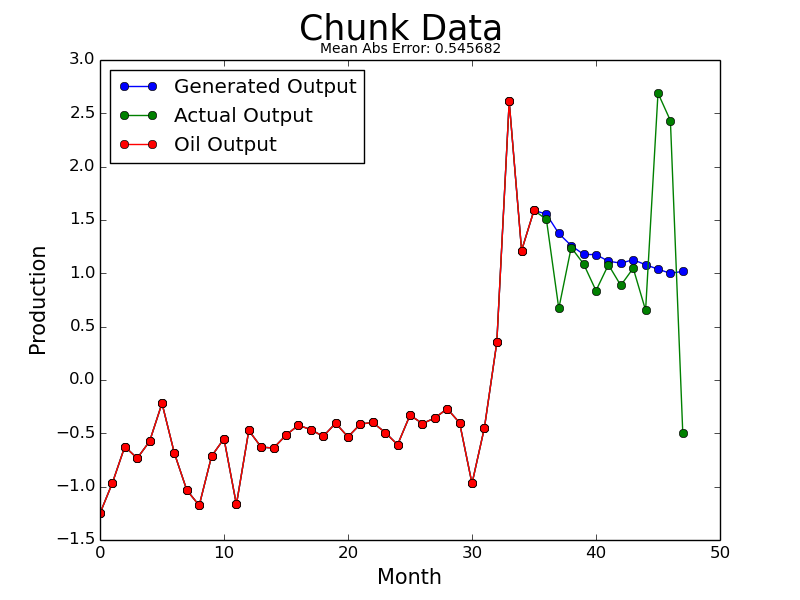 Chunk Data
Mean Abs Error: 0.545682
3.0
2.5
2.0
1.5
1.0
0.5
0.0
−0.5
−1.0
−1.5
Generated Output
Actual Output
Oil Output
Production
0 10 20 30 40 50
Month